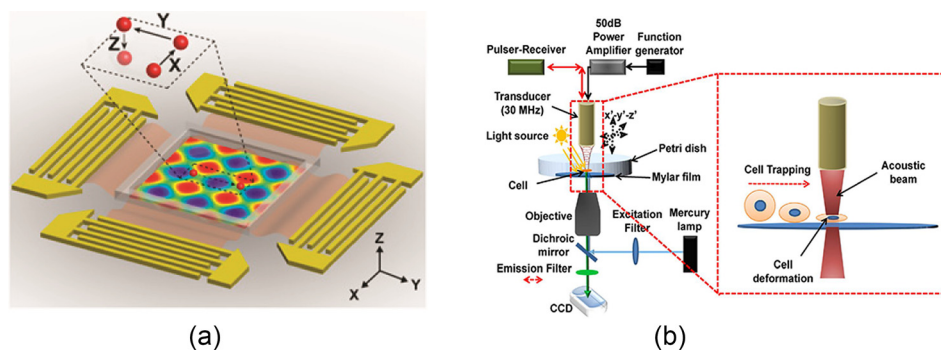 Y
Z
X
Z
Y
X
(a)
50dB
Power
Amplifier
Function
generator
Pulser-Receiver
Transducer
(30 MHz)
x'-y'-z'
Light source
Petri dish
Cell
Mylar film
Objective
Excitation
Filter
Mercury
lamp
Dichroic
mirror
Emission Filter
CCD
Cell Trapping
Acoustic
beam
Cell
deformation
(b)